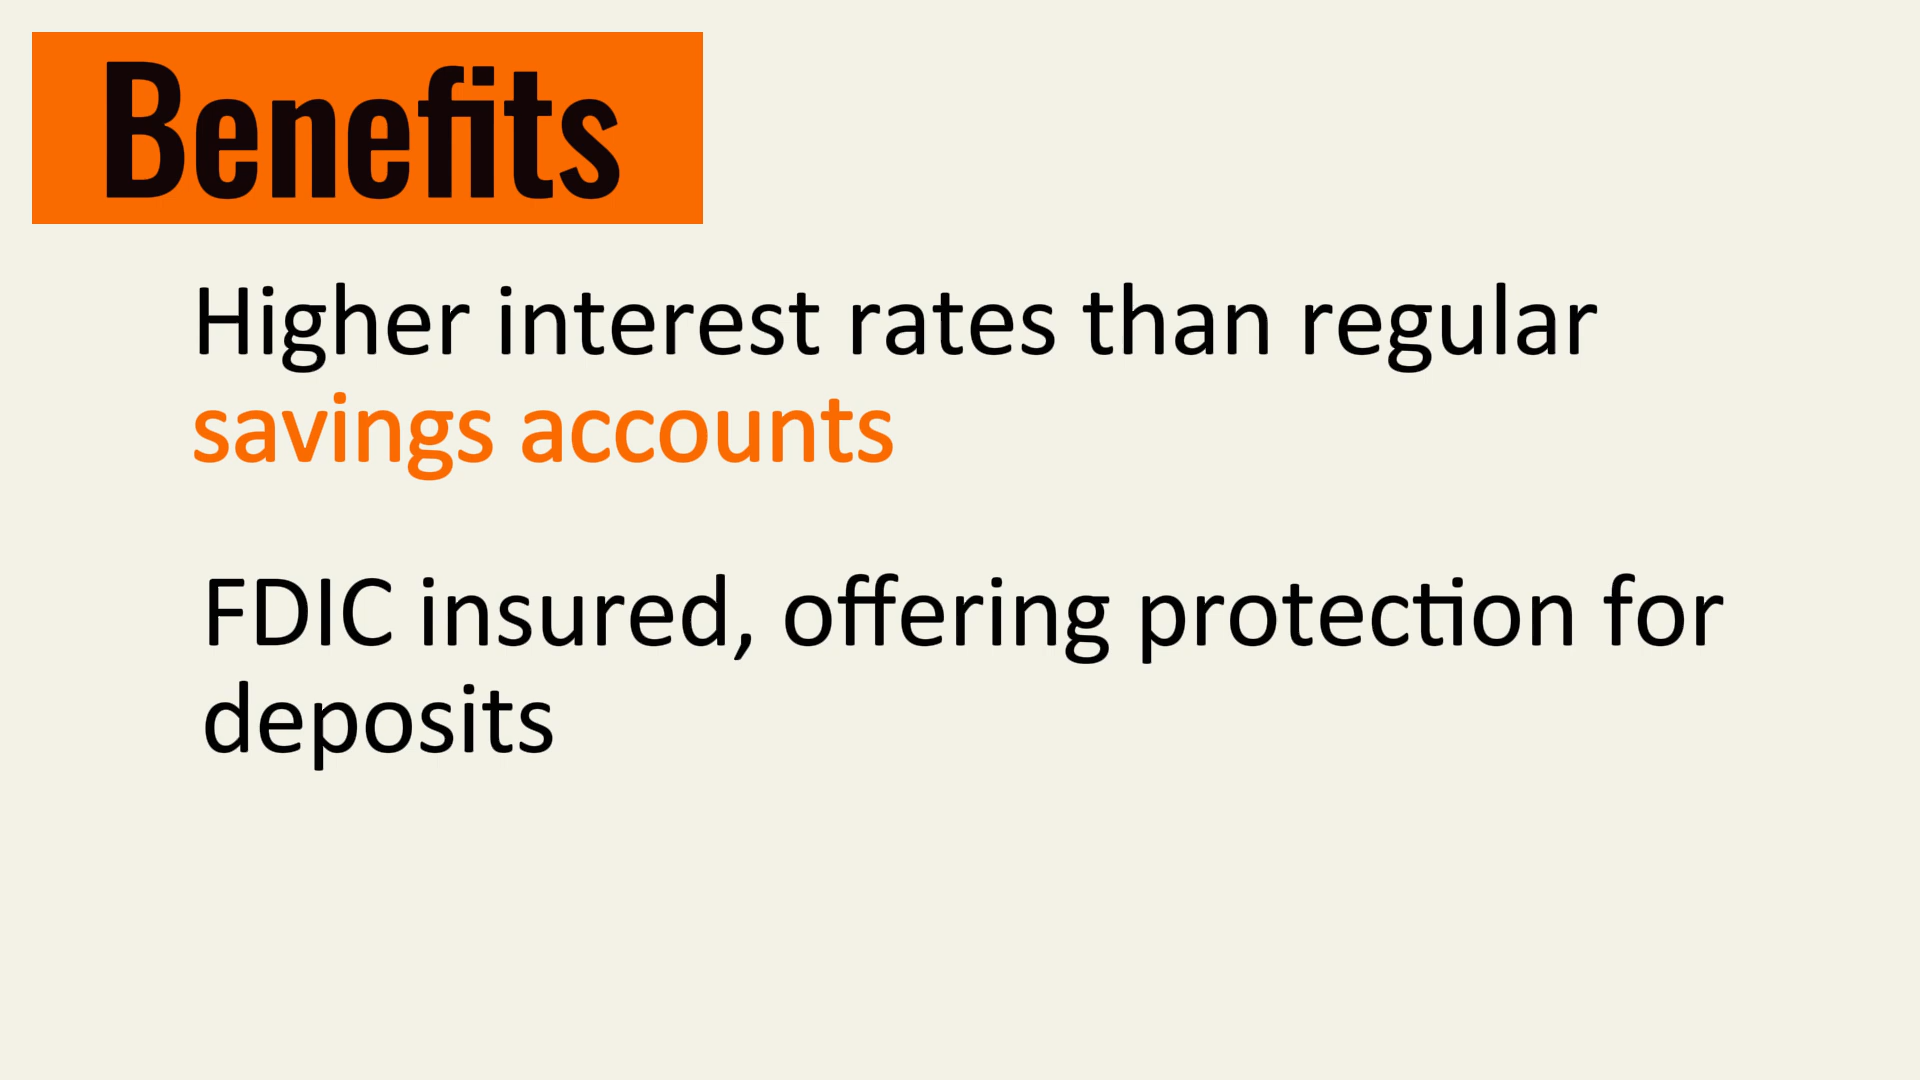 Benefits
Higher interest rates than regular
savings accounts
FDIC insured, offering protection for
deposits